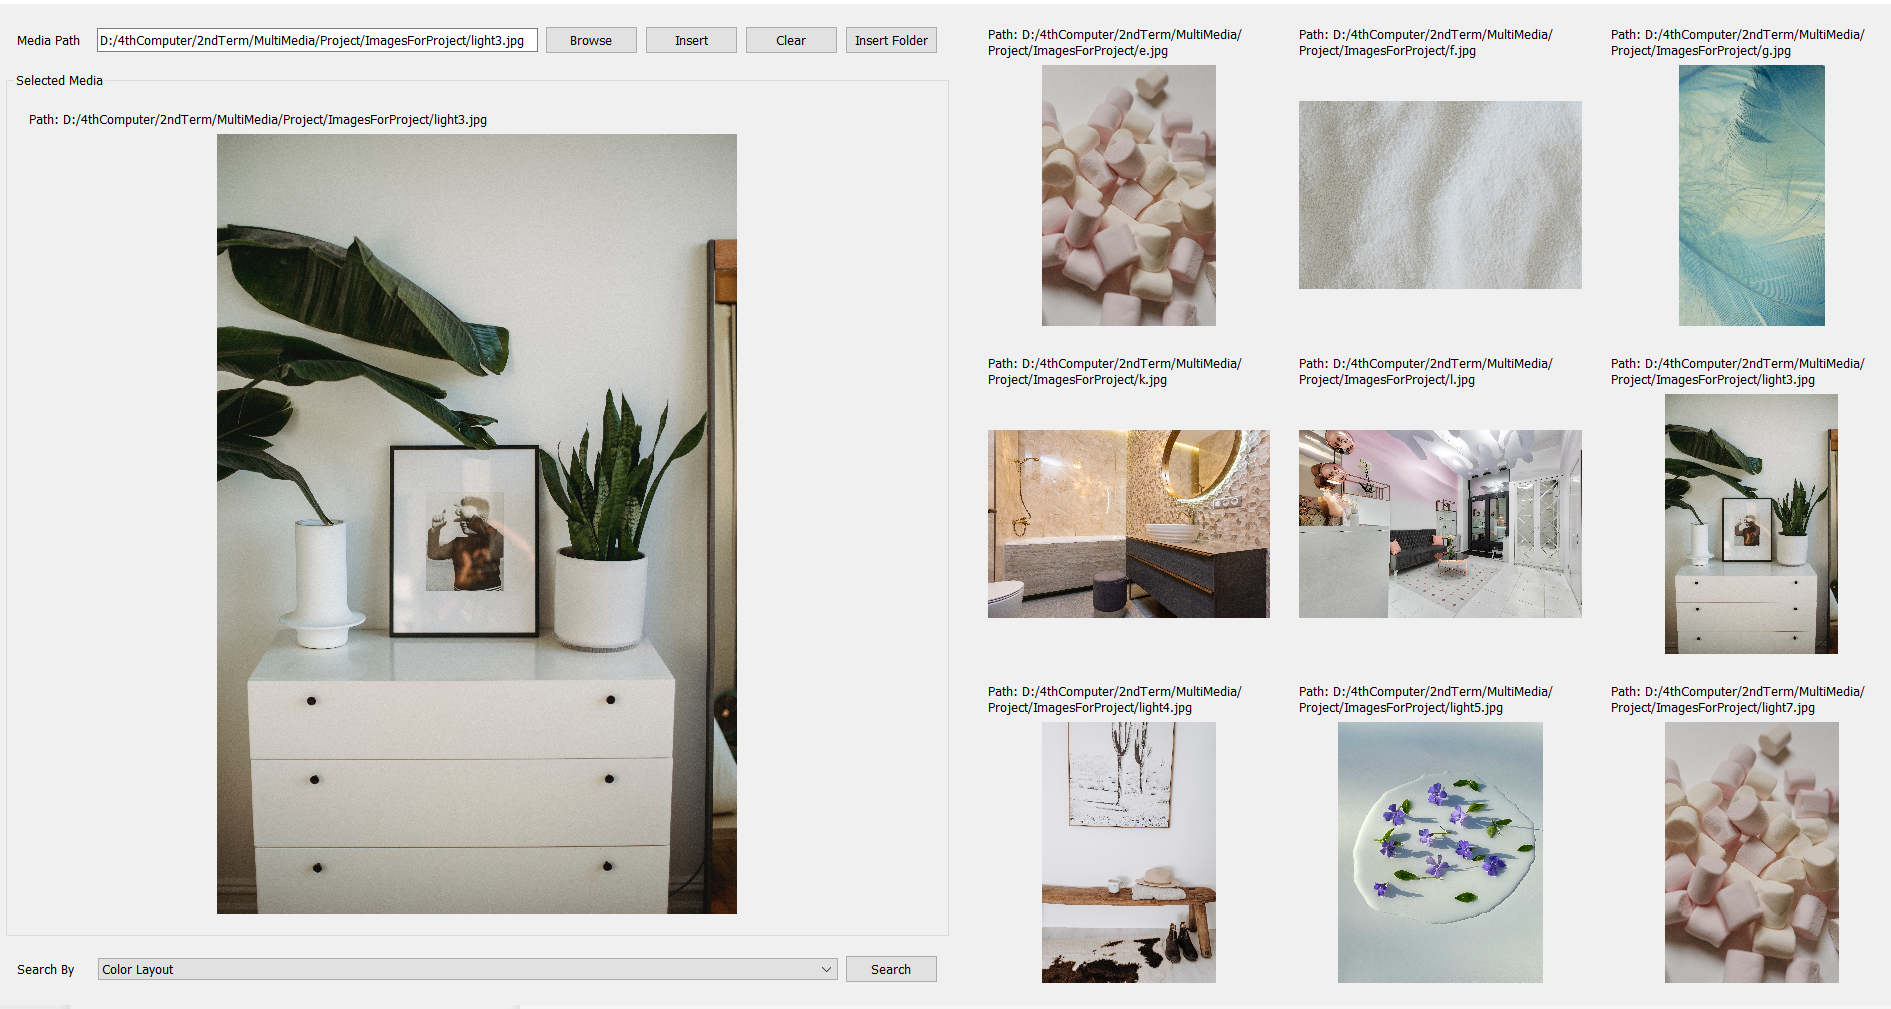 Media Path
D:/4thComputer/2ndTerm/MultiMedia/Project/ImagesForProject/light3.jpg
Browse
Insert
Clear
Insert Folder
Selected Media
Path: D:/4thComputer/2ndTerm/MultiMedia/Project/ImagesForProject/light3.jpg
Search By
Color Layout
Search
Path: D:/4thComputer/2ndTerm/MultiMedia/
Project/ImagesForProject/e.jpg
Path: D:/4thComputer/2ndTerm/MultiMedia/
Project/ImagesForProject/f.jpg
Path: D:/4thComputer/2ndTerm/MultiMedia/
Project/ImagesForProject/g.jpg
Path: D:/4thComputer/2ndTerm/MultiMedia/
Project/ImagesForProject/k.jpg
Path: D:/4thComputer/2ndTerm/MultiMedia/
Project/ImagesForProject/l.jpg
Path: D:/4thComputer/2ndTerm/MultiMedia/
Project/ImagesForProject/light3.jpg
Path: D:/4thComputer/2ndTerm/MultiMedia/
Project/ImagesForProject/light4.jpg
Path: D:/4thComputer/2ndTerm/MultiMedia/
Project/ImagesForProject/light5.jpg
Path: D:/4thComputer/2ndTerm/MultiMedia/
Project/ImagesForProject/light7.jpg